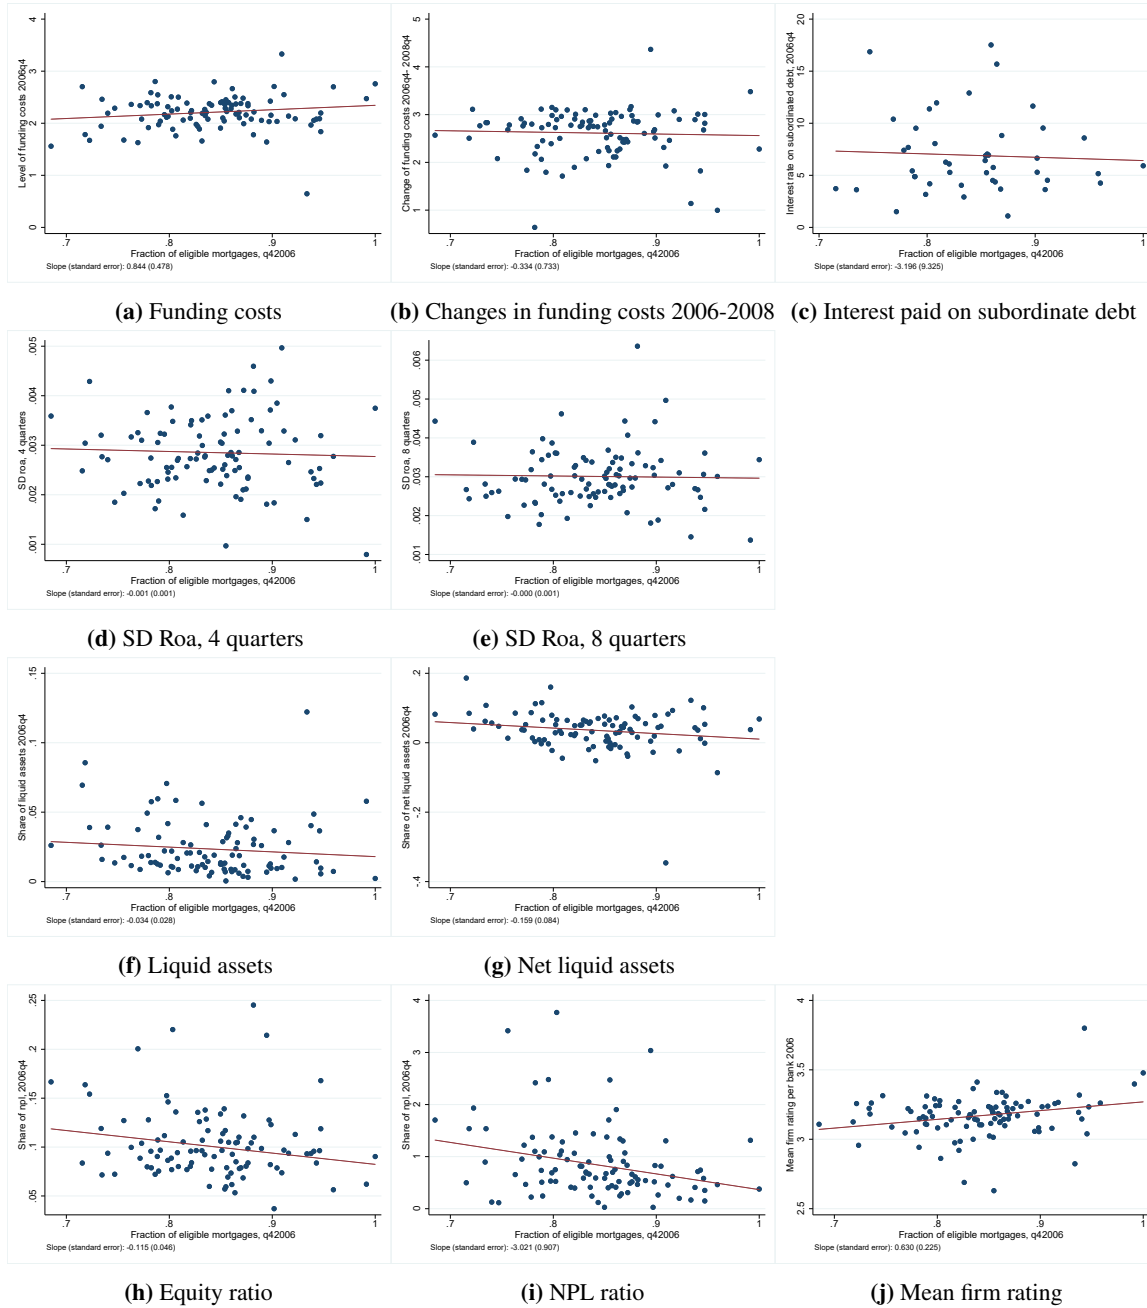 Level of funding costs 2006q4
0 1 2 3 4
.7 .8 .9 1
Fraction of eligible mortgages, q42006
Slope (standard error): 0.844 (0.478)
(a) Funding costs
Change of funding costs 2006q4- 2008q4
1 2 3 4 5
.7 .8 .9 1
Fraction of eligible mortgages, q42006
Slope (standard error): -0.334 (0.733)
(b) Changes in funding costs 2006-2008
Interest rate on subordinated debt, 2006q4
0 5 10 15 20
.7 .8 .9 1
Fraction of eligible mortgages, q42006
Slope (standard error): -3.196 (9.325)
(c) Interest paid on subordinate debt
SD roa, 4 quarters
.001 .002 .003 .004 .005
.7 .8 .9 1
Fraction of eligible mortgages, q42006
Slope (standard error): -0.001 (0.001)
(d) SD Roa, 4 quarters
SD roa, 8 quarters
.001 .002 .003 .004 .005 .006
.7 .8 .9 1
Fraction of eligible mortgages, q42006
Slope (standard error): -0.000 (0.001)
(e) SD Roa, 8 quarters
Share of liquid assets 2006q4
0 .05 .1 .15
.7 .8 .9 1
Fraction of eligible mortgages, q42006
Slope (standard error): -0.034 (0.028)
(f) Liquid assets
Share of net liquid assets 2006q4
-.4 -.2 0 .2
.7 .8 .9 1
Fraction of eligible mortgages, q42006
Slope (standard error): -0.159 (0.084)
(g) Net liquid assets
Share of npl, 2006q4
.05 .1 .15 .2 .25
.7 .8 .9 1
Fraction of eligible mortgages, q42006
Slope (standard error): -0.115 (0.046)
(h) Equity ratio
Share of npl, 2006q4
0 1 2 3 4
.7 .8 .9 1
Fraction of eligible mortgages, q42006
Slope (standard error): -3.021 (0.907)
(i) NPL ratio
Mean firm rating per bank 2006
2.5 3 3.5 4
.7 .8 .9 1
Fraction of eligible mortgages, q42006
Slope (standard error): 0.630 (0.225)
(j) Mean firm rating